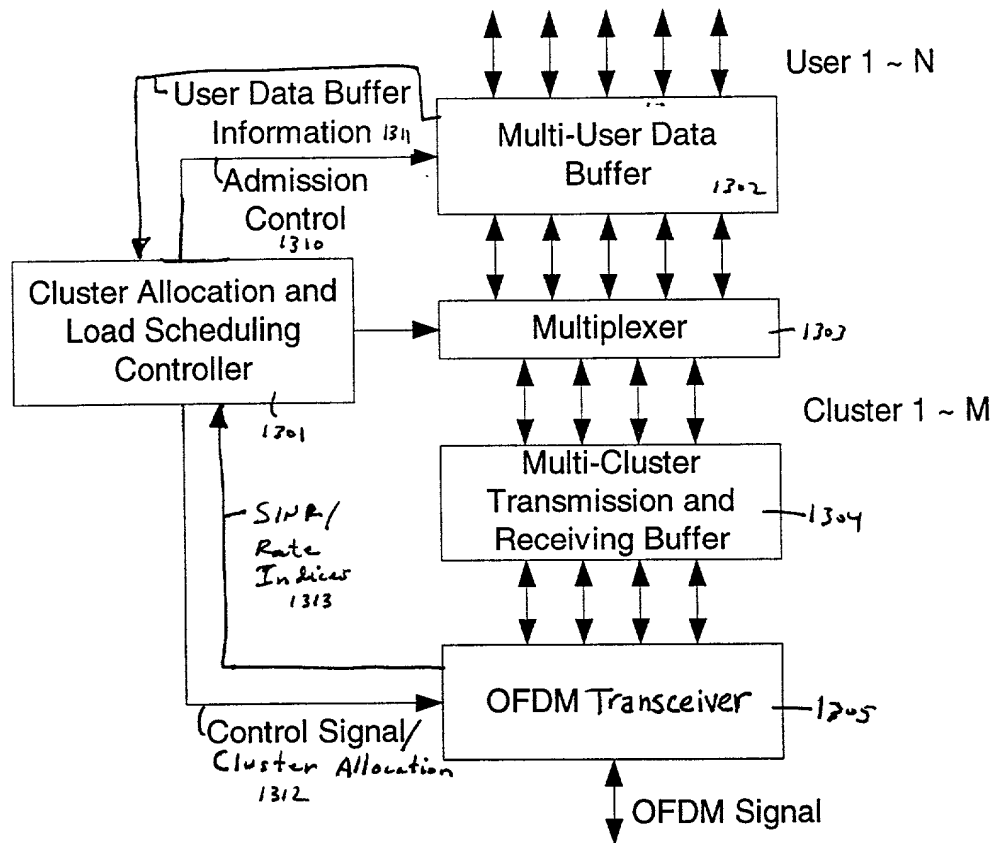 User 1 ~ N
User Data Buffer
Information 1311
Multi-User Data
Buffer
1302
Admission
Control
1310
Cluster Allocation and
Load Scheduling
Controller
1301
Multiplexer
1303
Cluster 1 ~ M
Multi-Cluster
Transmission and
Receiving Buffer
1304
SINR/
Rate
Indices
1313
OFDM Transceiver
1305
Control Signal/
Cluster Allocation
1312
OFDM Signal